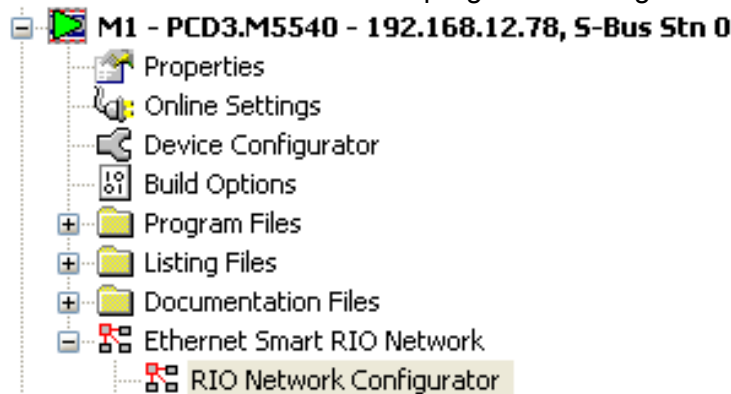 M1 - PCD3.M5540 - 192.168.12.78, S-Bus Stn 0
Properties
Online Settings
Device Configurator
Build Options
Program Files
Listing Files
Documentation Files
Ethernet Smart RIO Network
RIO Network Configurator